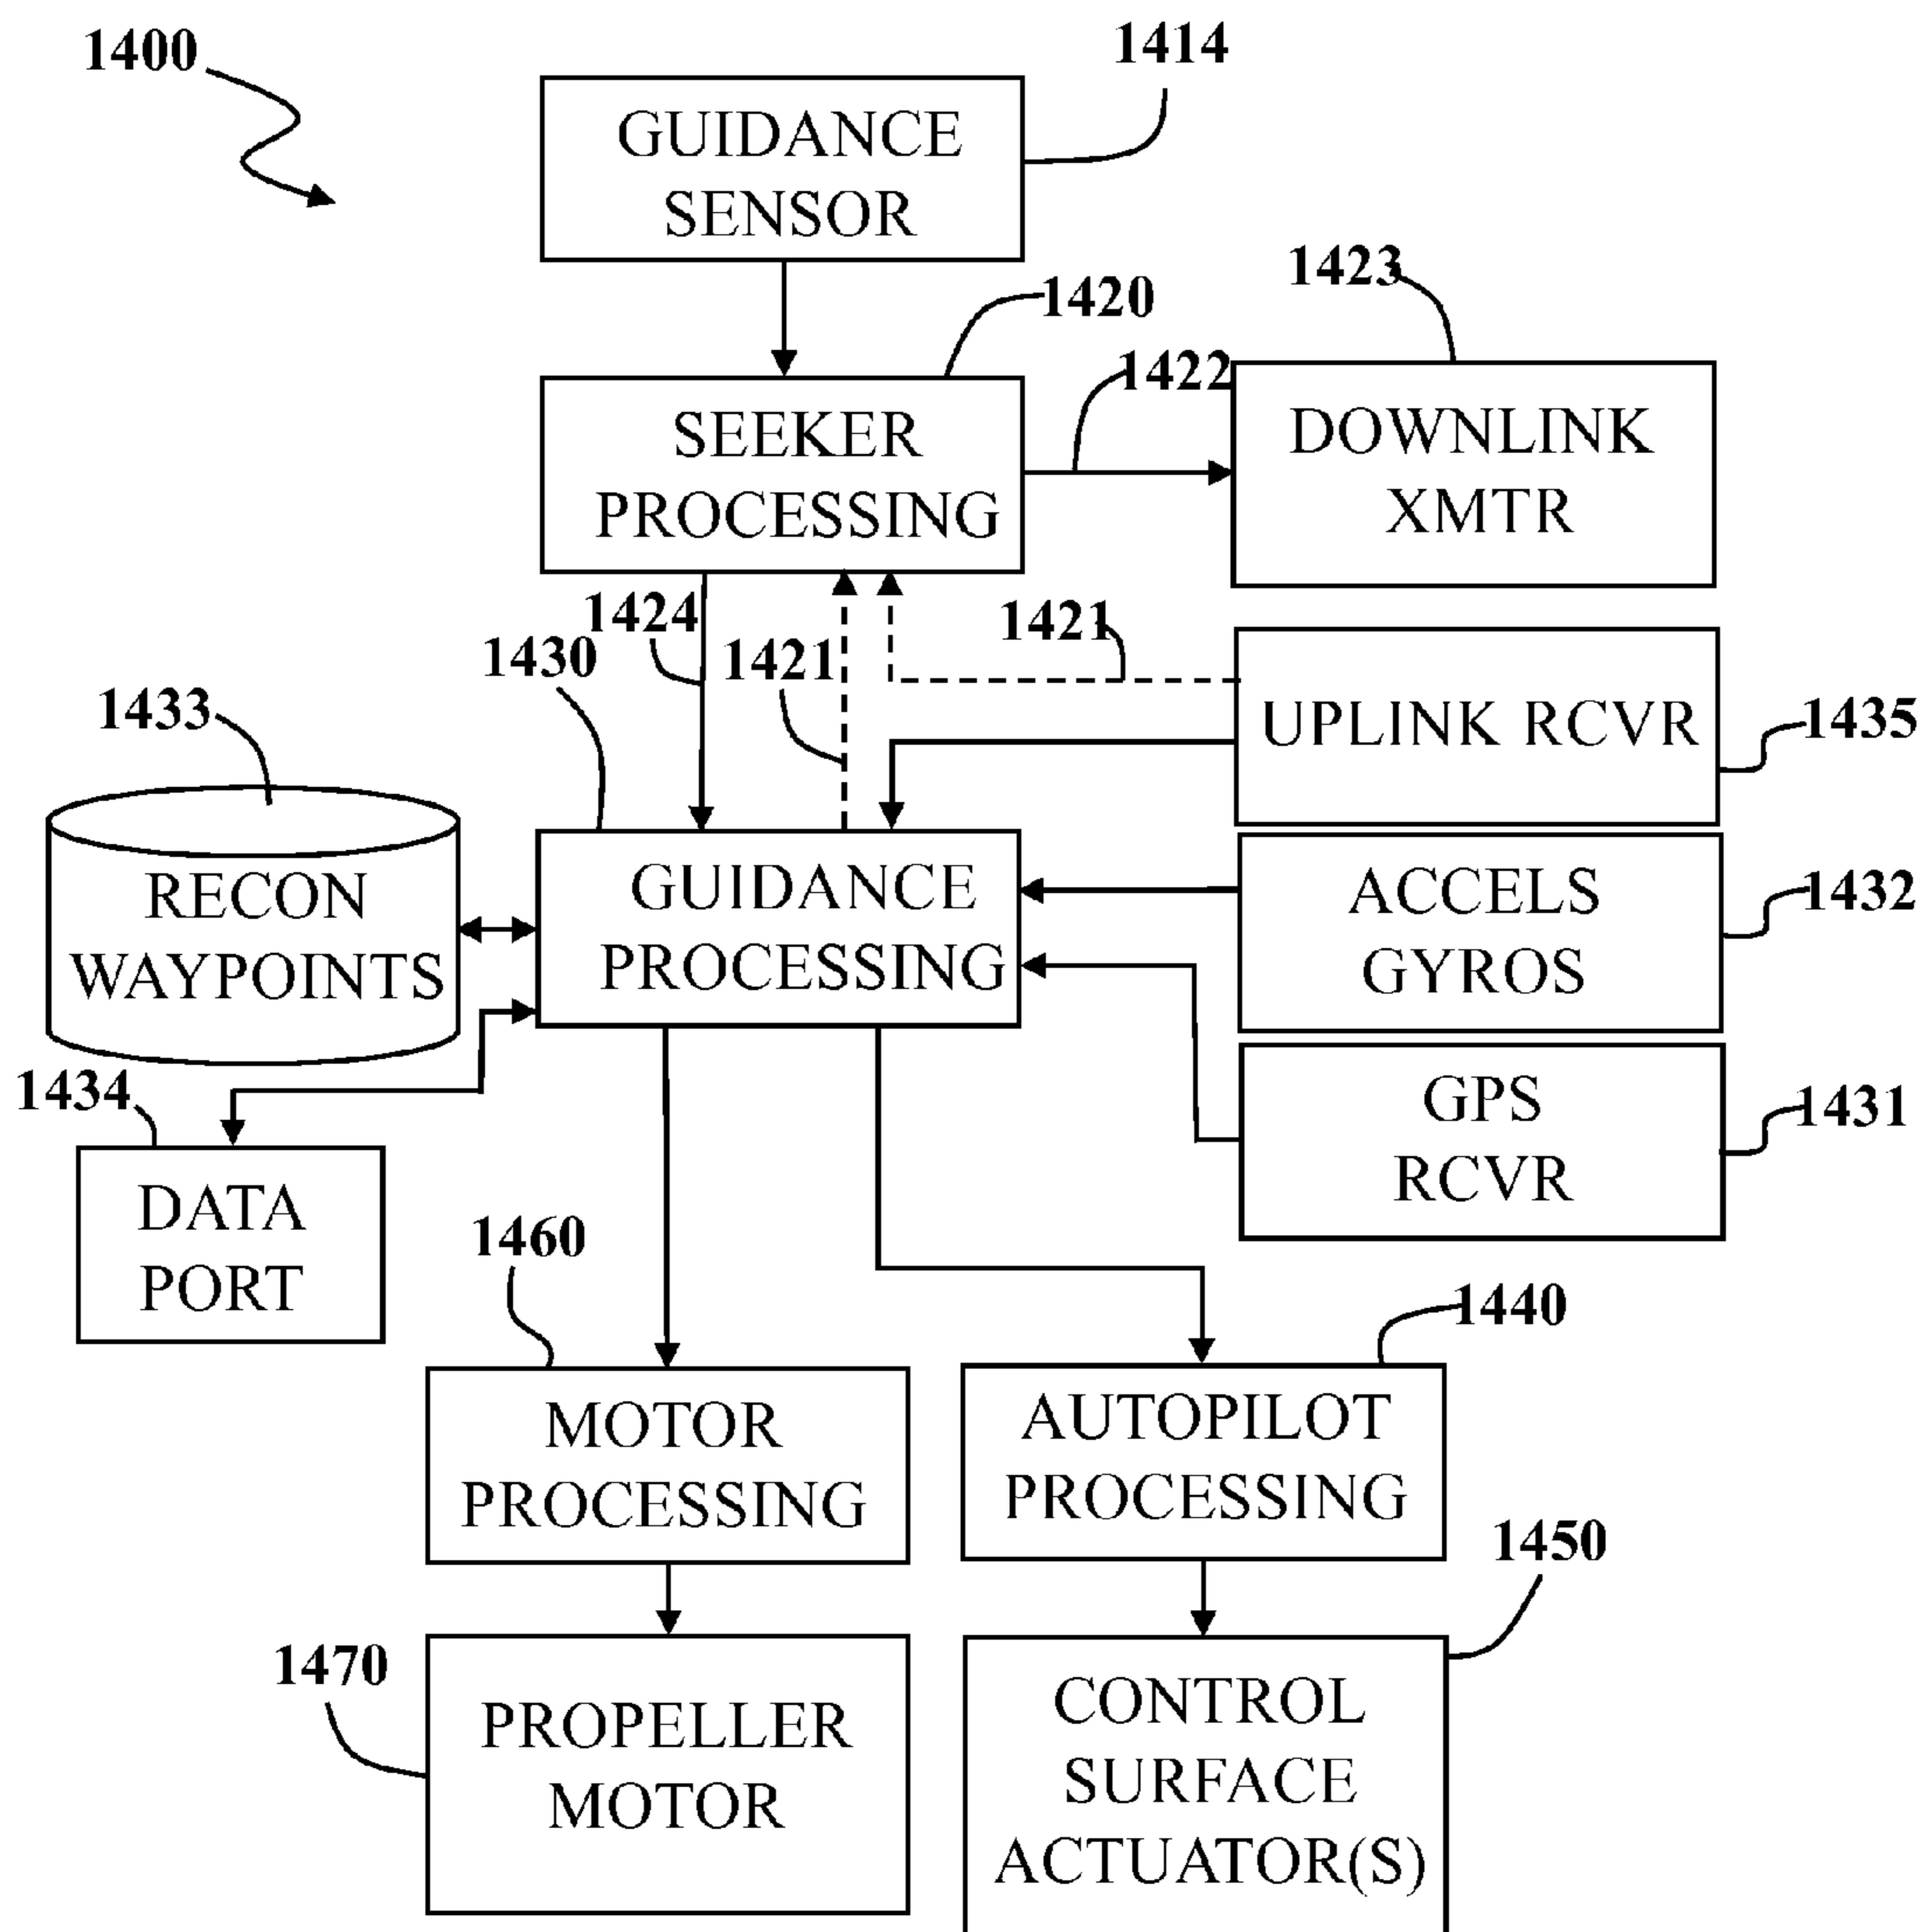 1400
1414
GUIDANCE
SENSOR
1420
1423
1422
SEEKER
PROCESSING
DOWNLINK
XMTR
1424
1421
1421
1430
1433
UPLINK RCVR
1435
RECON
WAYPOINTS
GUIDANCE
PROCESSING
ACCELS
GYROS
1432
1434
DATA
PORT
GPS
RCVR
1431
1460
1440
MOTOR
PROCESSING
AUTOPILOT
PROCESSING
1450
1470
PROPELLER
MOTOR
CONTROL
SURFACE
ACTUATOR(S)